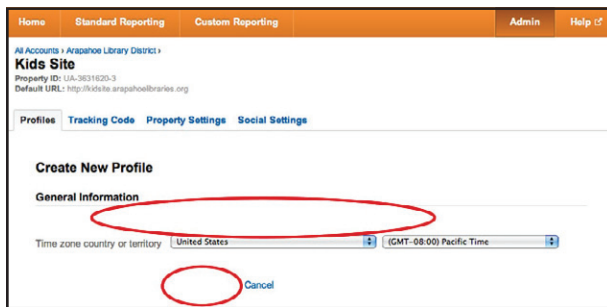 Home Standard Reporting Custom Reporting Admin Help
All Accounts › Arapahoe Library District ›
Kids Site
Property ID: UA-3631620-3
Default URL: http://kidsite.arapahoelibraries.org
Profiles Tracking Code Property Settings Social Settings
Create New Profile
General Information
Time zone country or territory United States (GMT-08:00) Pacific Time
Cancel